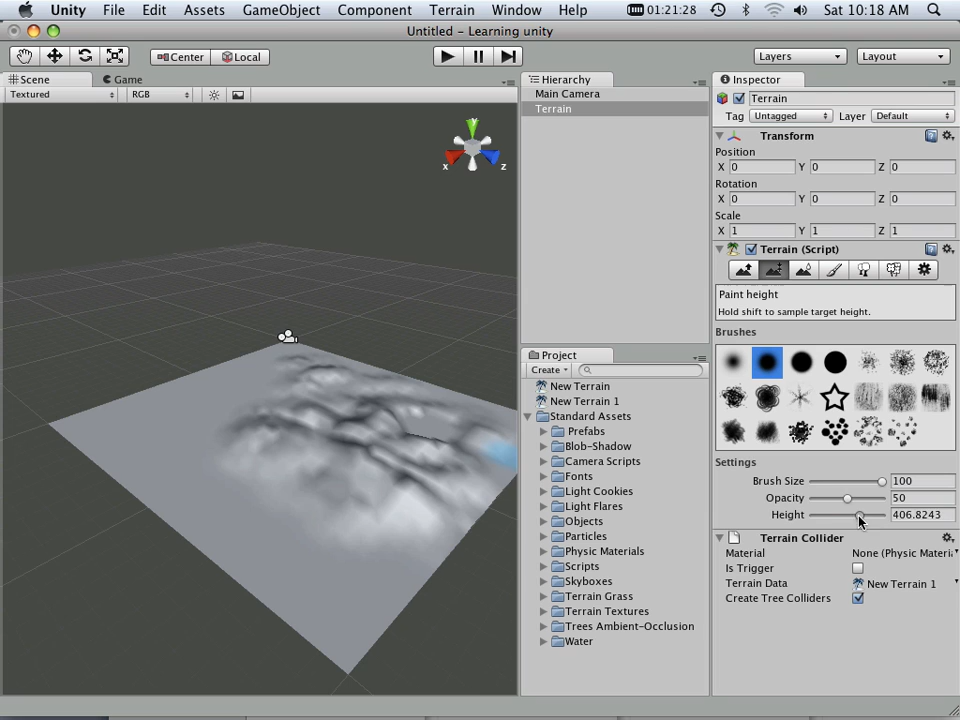 Unity File Edit Assets GameObject Component Terrain Window Help 01:21:28 Sat 10:18 AM
Untitled - Learning unity
Center Local Layers Layout
Scene Game
Textured RGB
y
x z
Hierarchy
Main Camera
Terrain
Project
Create
New Terrain
New Terrain 1
Standard Assets
Prefabs
Blob-Shadow
Camera Scripts
Fonts
Light Cookies
Light Flares
Objects
Particles
Physic Materials
Scripts
Skyboxes
Terrain Grass
Terrain Textures
Trees Ambient-Occlusion
Water
Inspector
Terrain
Tag Untagged Layer Default
Transform
Position
X 0 Y 0 Z 0
Rotation
X 0 Y 0 Z 0
Scale
X 1 Y 1 Z 1
Terrain (Script)
Paint height
Hold shift to sample target height.
Brushes
Settings
Brush Size 100
Opacity 50
Height 406.8243
Terrain Collider
Material None (Physic Materia
Is Trigger
Terrain Data New Terrain 1
Create Tree Colliders